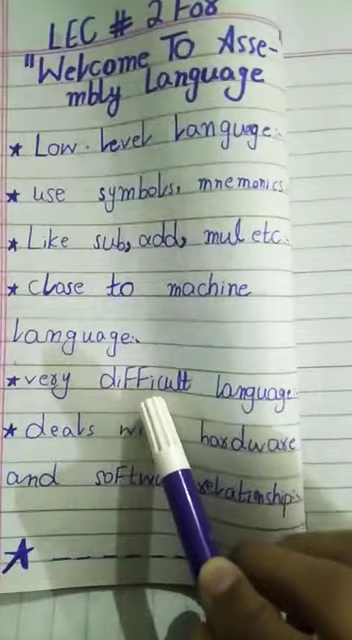 LEC # 2 For
"Welcome To Asse-
mbly Language
★ Low-level language:
★ use symbols, mnemonics
★ Like sub, add, mul etc.
★ close to machine
language:
★ very difficult language:
★ deals hardware
and relationship:
★ -------